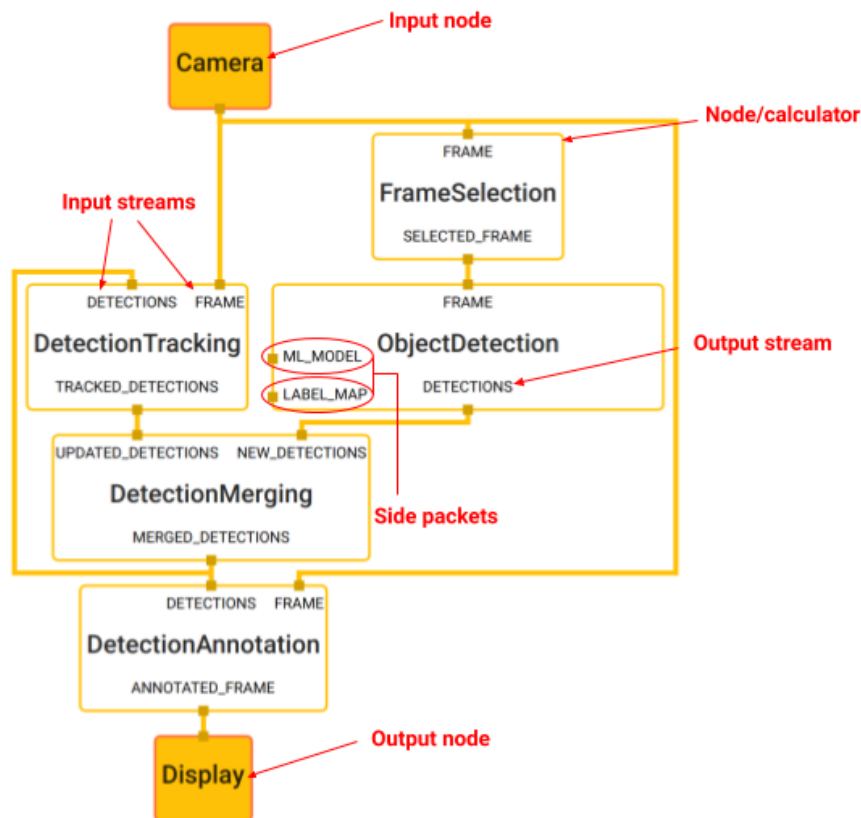 Input node
Camera
Node/calculator
FRAME
FrameSelection
SELECTED_FRAME
Input streams
DETECTIONS FRAME
DetectionTracking
TRACKED_DETECTIONS
FRAME
ML_MODEL
ObjectDetection
LABEL_MAP
DETECTIONS
Output stream
UPDATED_DETECTIONS NEW_DETECTIONS
DetectionMerging
MERGED_DETECTIONS
Side packets
DETECTIONS FRAME
DetectionAnnotation
ANNOTATED_FRAME
Output node
Display